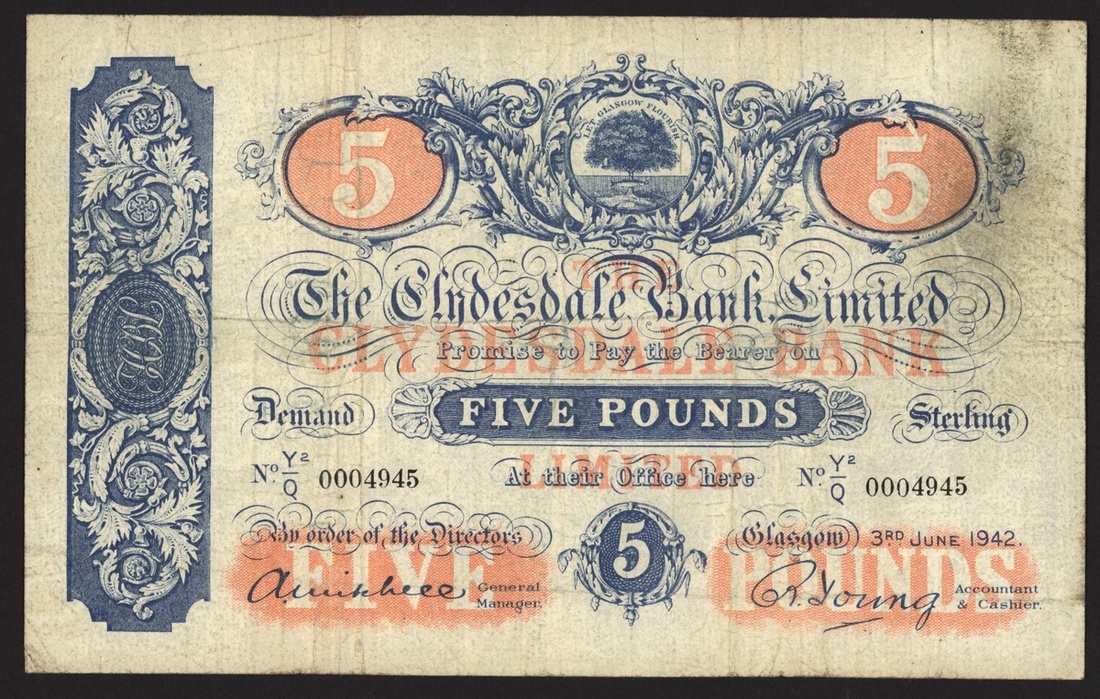 LET GLASGOW FLOURISH
5 5
THE
The Clydesdale Bank, Limited
CLYDESDALE BANK
Promise to Pay the Bearer on
Demand FIVE POUNDS Sterling
No. Y2/Q 0004945 At their Office here No. Y2/Q 0004945
LIMITED
By order of the Directors 5 Glasgow 3RD JUNE 1942.
FIVE POUNDS
General Manager. R. Young Accountant & Cashier.